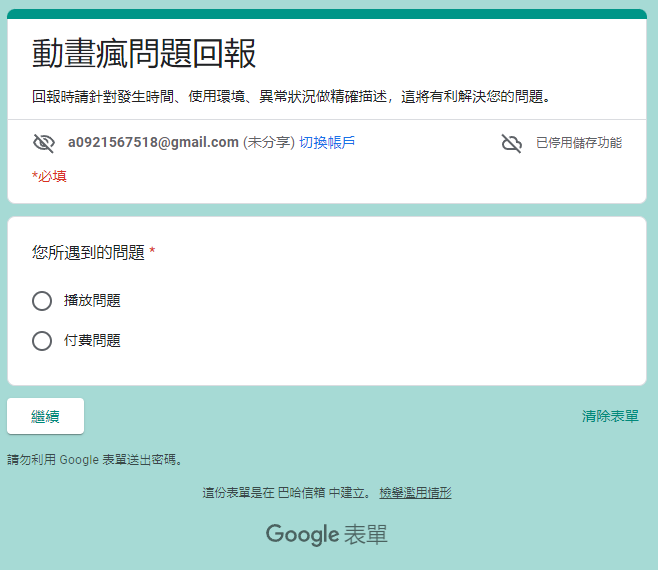 動畫瘋問題回報
回報時請針對發生時間、使用環境、異常狀況做精確描述，這將有利解決您的問題。
a0921567518@gmail.com (未分享) 切換帳戶
已停用儲存功能
*必填
您所遇到的問題 *
播放問題
付費問題
繼續
清除表單
請勿利用 Google 表單送出密碼。
這份表單是在 巴哈信箱 中建立。 檢舉濫用情形
Google 表單